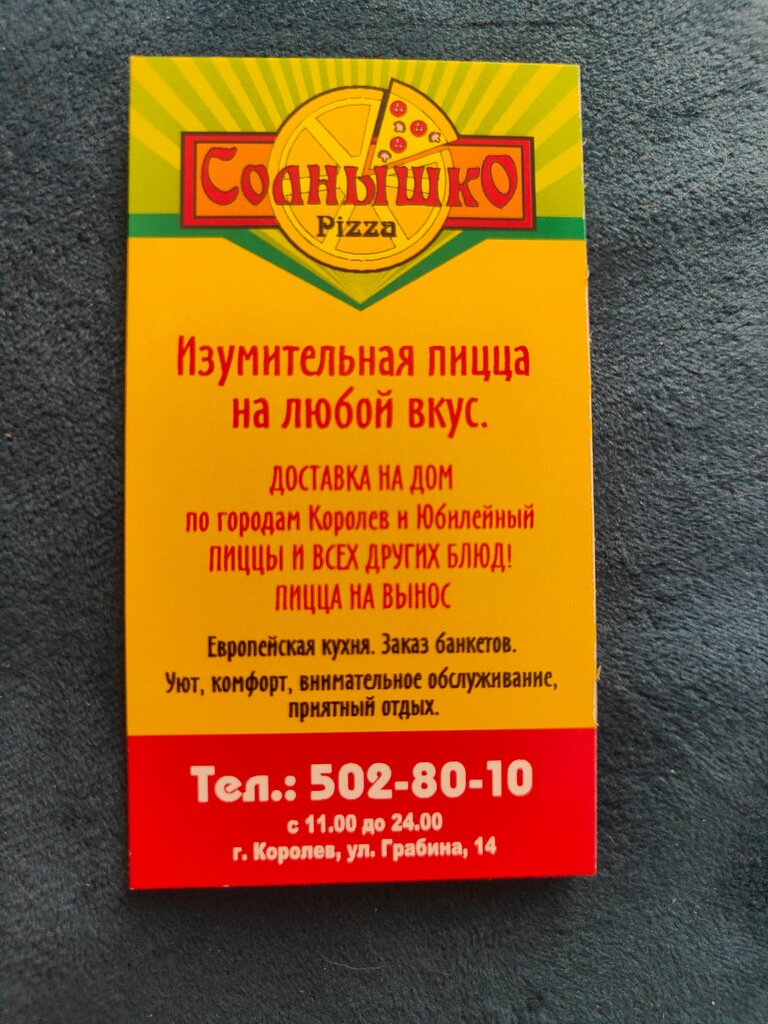 Солнышко
Pizza
Изумительная пицца
на любой вкус.
ДОСТАВКА НА ДОМ
по городам Королев и Юбилейный
ПИЦЦЫ И ВСЕХ ДРУГИХ БЛЮД!
ПИЦЦА НА ВЫНОС
Европейская кухня. Заказ банкетов.
Уют, комфорт, внимательное обслуживание,
приятный отдых.
Тел.: 502-80-10
с 11.00 до 24.00
г. Королев, ул. Грабина, 14